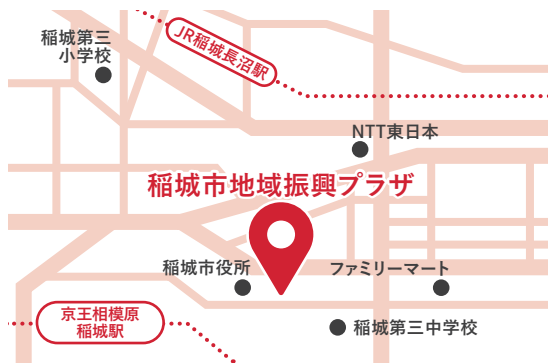 稲城第三
小学校
JR稲城長沼駅
NTT東日本
稲城市地域振興プラザ
稲城市役所
ファミリーマート
京王相模原
稲城駅
稲城第三中学校